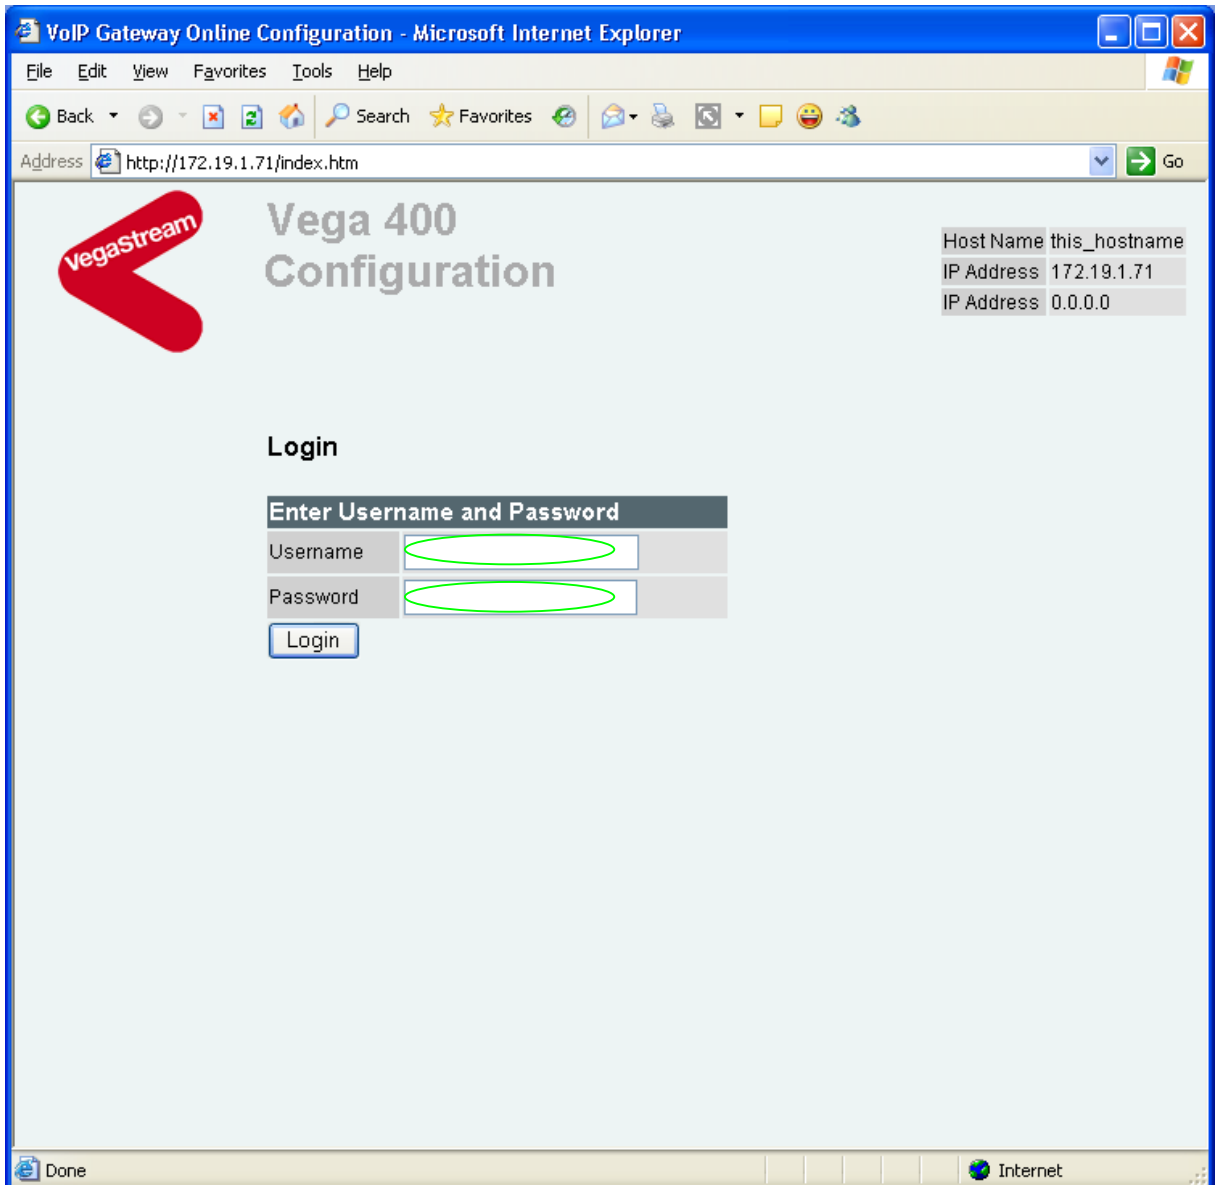 VoIP Gateway Online Configuration - Microsoft Internet Explorer
File Edit View Favorites Tools Help
Back Search Favorites
Address http://172.19.1.71/index.htm Go
VegaStream
Vega 400
Configuration
Host Name this_hostname
IP Address 172.19.1.71
IP Address 0.0.0.0
Login
Enter Username and Password
Username
Password
Login
Done Internet